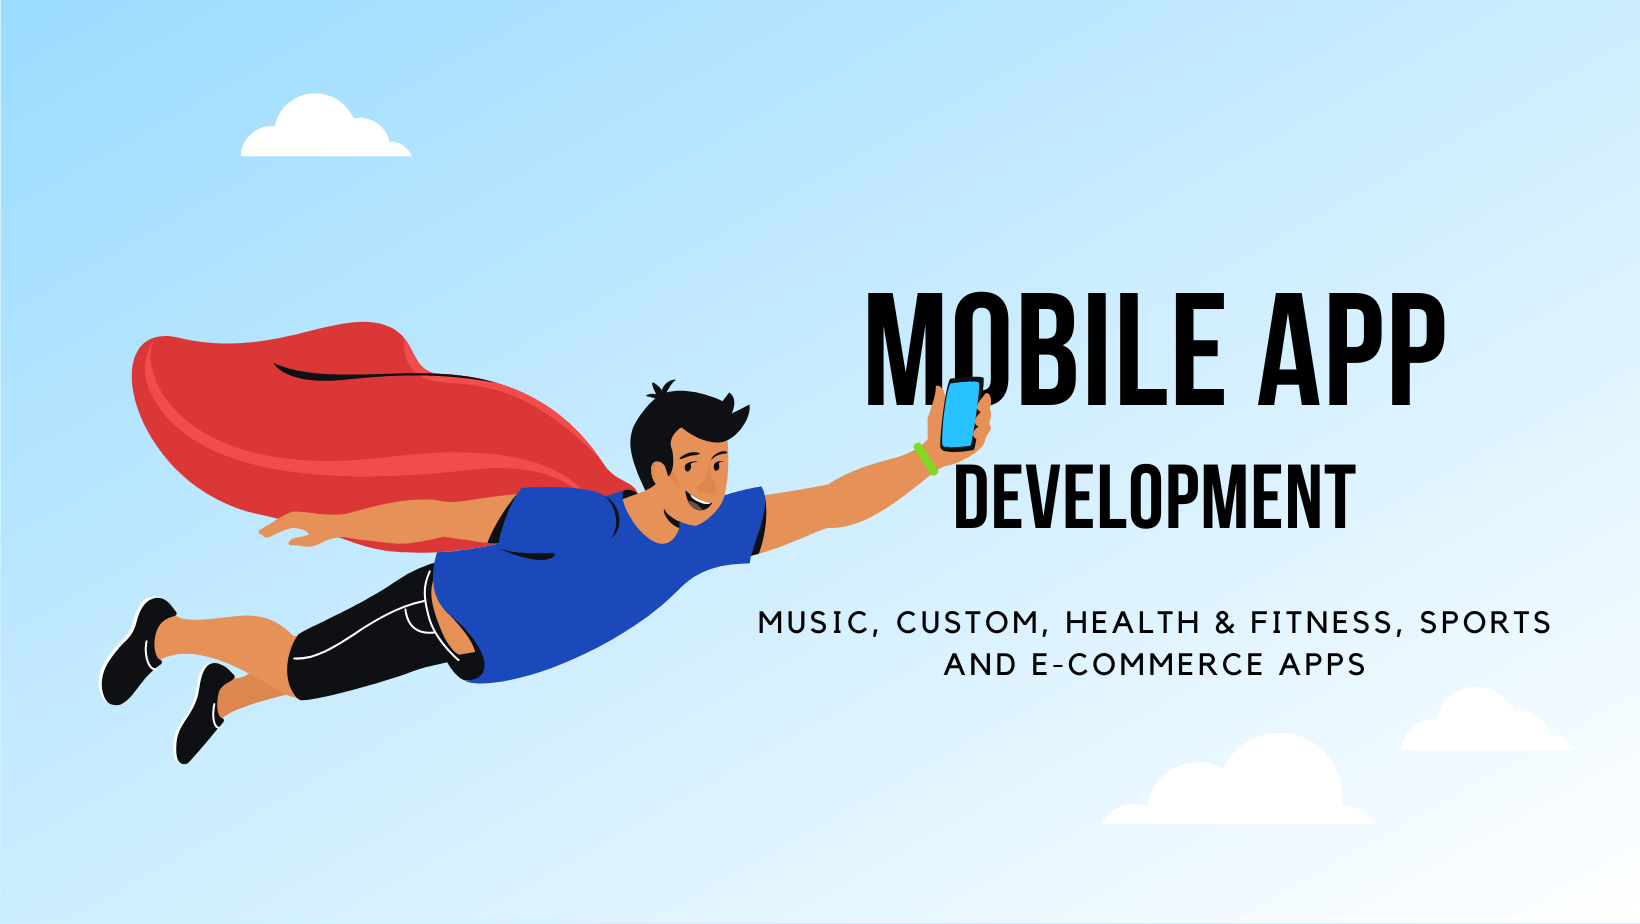 MOBILE APP
DEVELOPMENT
MUSIC, CUSTOM, HEALTH & FITNESS, SPORTS
AND E-COMMERCE APPS